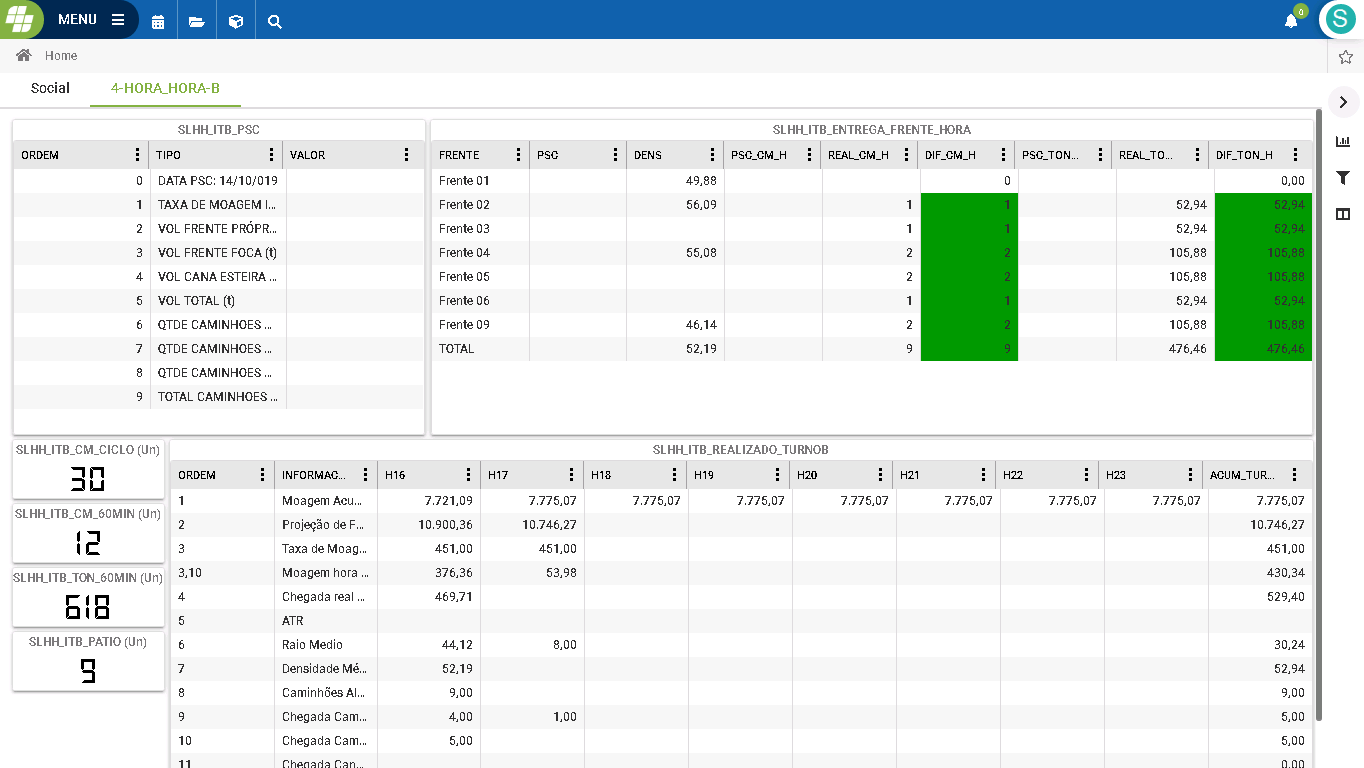 MENU
0
S
Home
Social 4-HORA_HORA-B
SLHH_ITB_PSC
ORDEM TIPO VALOR
0 DATA PSC: 14/10/019
1 TAXA DE MOAGEM I...
2 VOL FRENTE PRÓPR...
3 VOL FRENTE FOCA (t)
4 VOL CANA ESTEIRA ...
5 VOL TOTAL (t)
6 QTDE CAMINHOES ...
7 QTDE CAMINHOES ...
8 QTDE CAMINHOES ...
9 TOTAL CAMINHOES ...
SLHH_ITB_ENTREGA_FRENTE_HORA
FRENTE PSC DENS PSC_CM_H REAL_CM_H DIF_CM_H PSC_TON... REAL_TO... DIF_TON_H
Frente 01 49,88 0 0,00
Frente 02 56,09 1 1 52,94 52,94
Frente 03 1 1 52,94 52,94
Frente 04 55,08 2 2 105,88 105,88
Frente 05 2 2 105,88 105,88
Frente 06 1 1 52,94 52,94
Frente 09 46,14 2 2 105,88 105,88
TOTAL 52,19 9 9 476,46 476,46
SLHH_ITB_CM_CICLO (Un)
30
SLHH_ITB_CM_60MIN (Un)
12
SLHH_ITB_TON_60MIN (Un)
618
SLHH_ITB_PATIO (Un)
9
SLHH_ITB_REALIZADO_TURNOB
ORDEM INFORMAC... H16 H17 H18 H19 H20 H21 H22 H23 ACUM_TUR...
1 Moagem Acu... 7.721,09 7.775,07 7.775,07 7.775,07 7.775,07 7.775,07 7.775,07 7.775,07 7.775,07
2 Projeção de F... 10.900,36 10.746,27 10.746,27
3 Taxa de Moag... 451,00 451,00 451,00
3,10 Moagem hora ... 376,36 53,98 430,34
4 Chegada real ... 469,71 529,40
5 ATR
6 Raio Medio 44,12 8,00 30,24
7 Densidade Mé... 52,19 52,94
8 Caminhões Al... 9,00 9,00
9 Chegada Cam... 4,00 1,00 5,00
10 Chegada Cam... 5,00 5,00
11 Chegada Can... 0,00